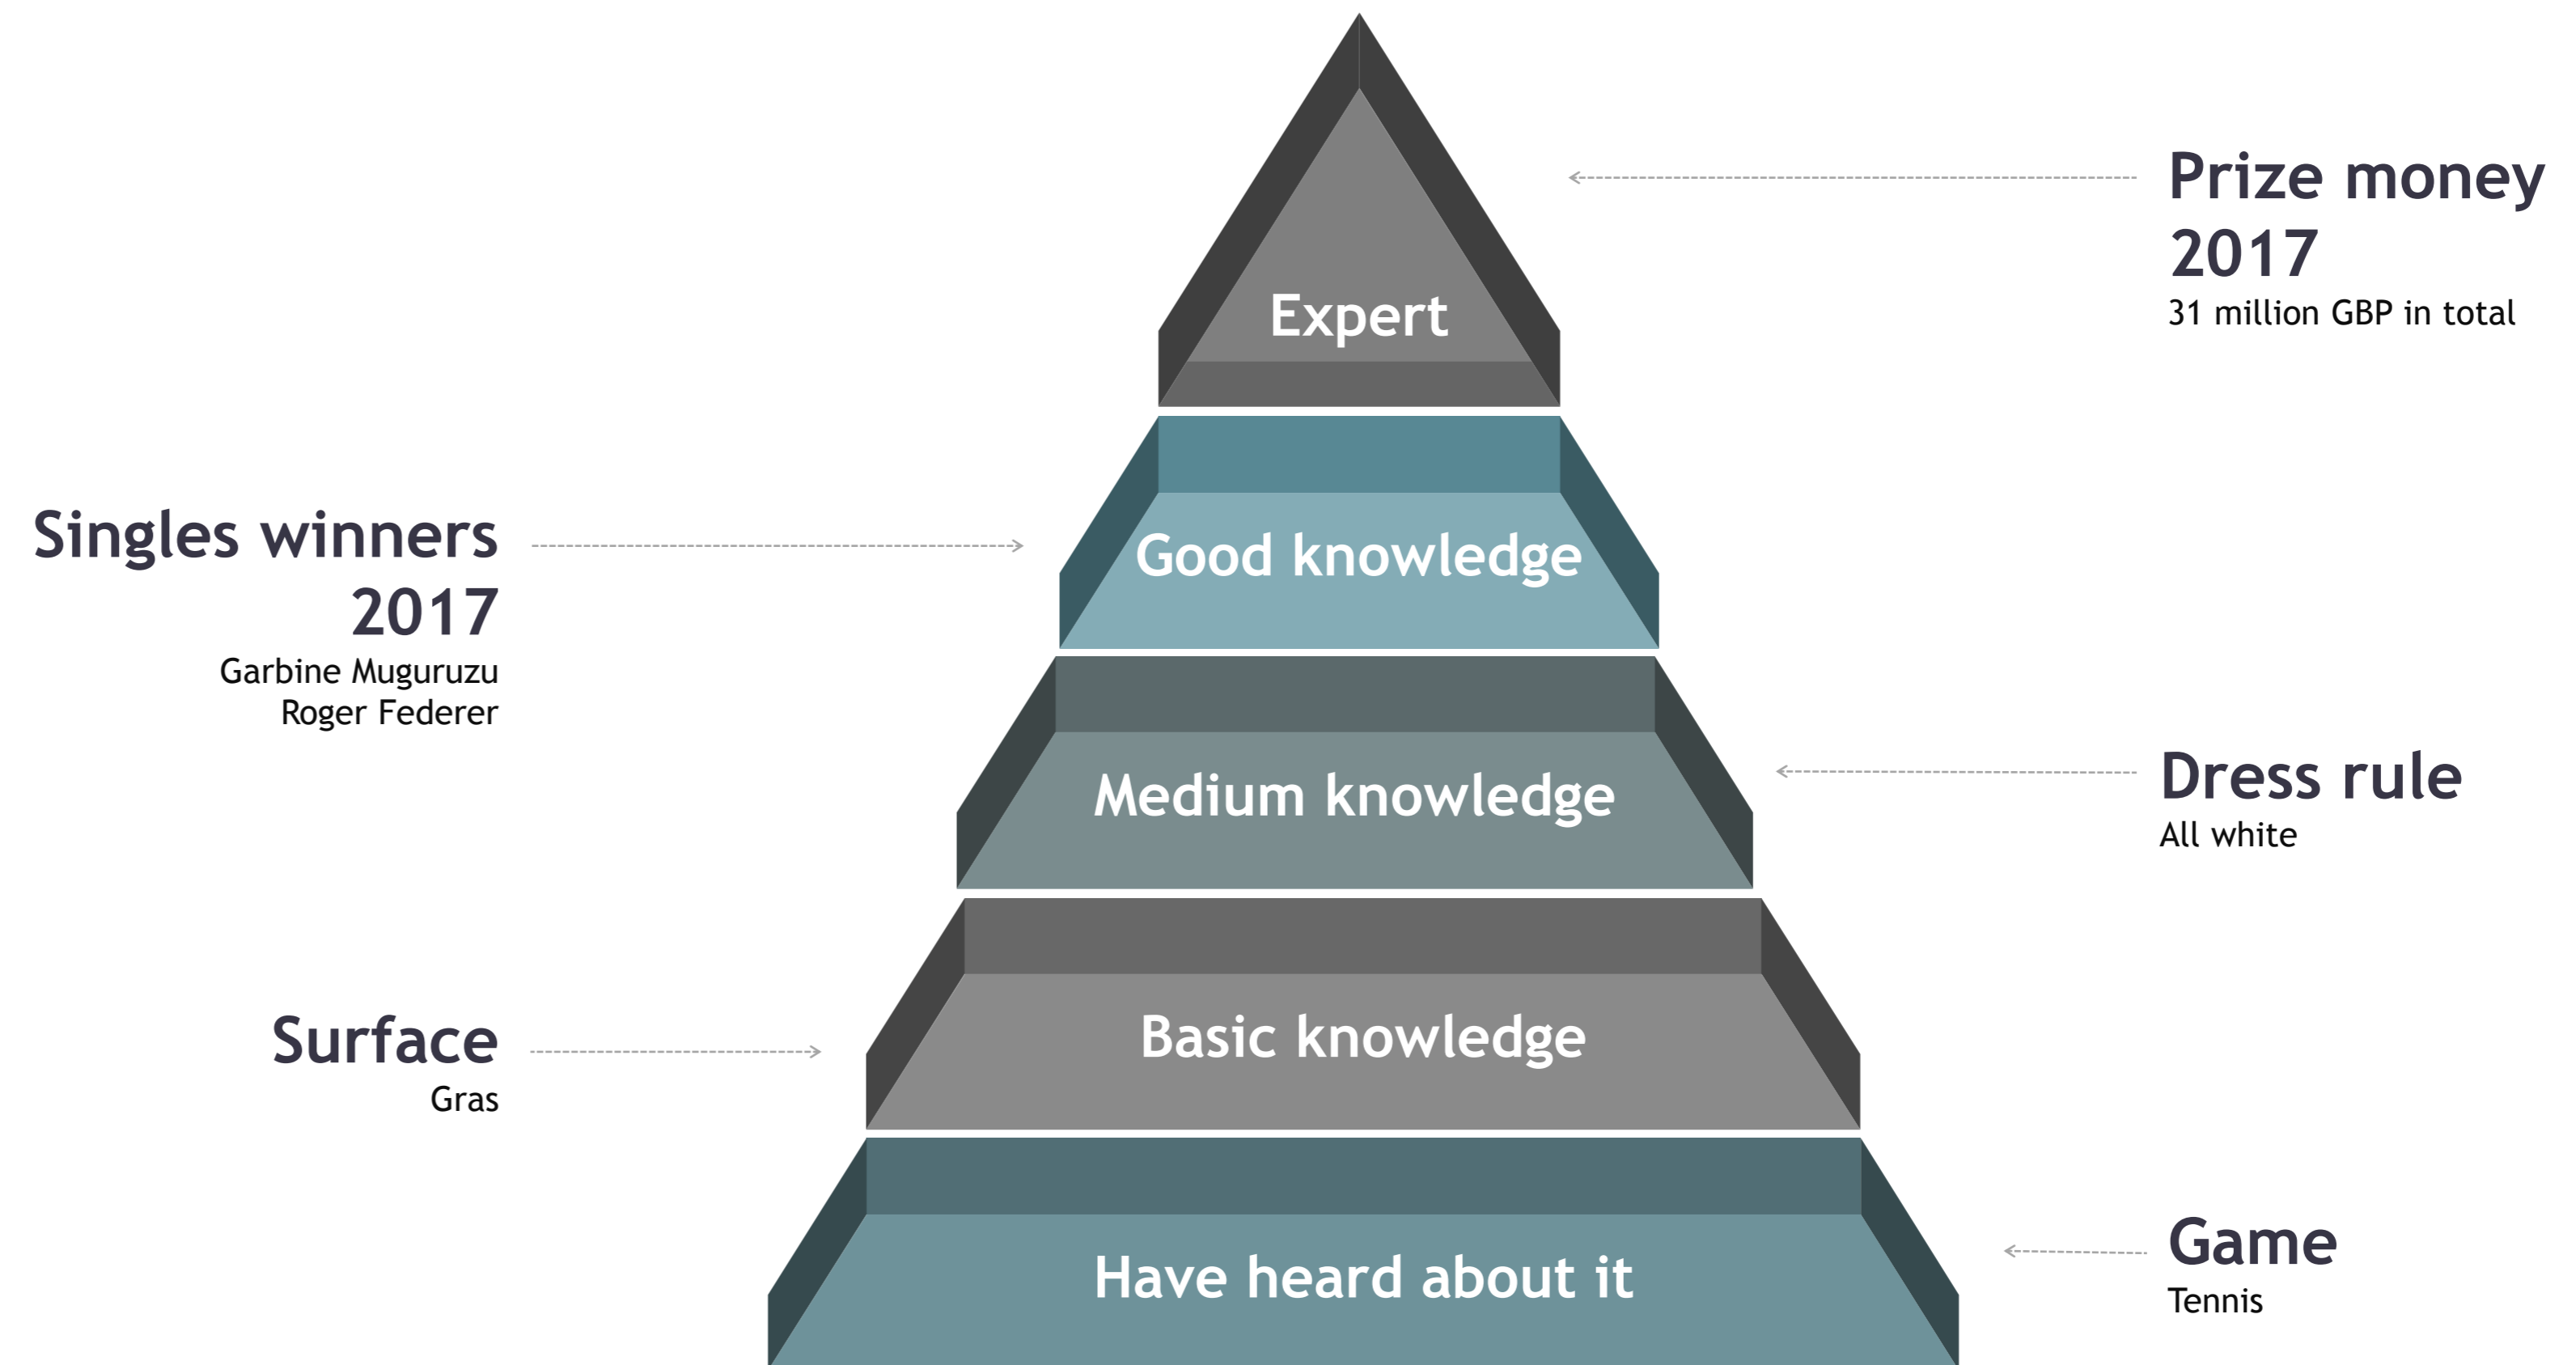 Prize money
2017
31 million GBP in total
Expert
Singles winners
2017
Garbine Muguruzu
Roger Federer
Good knowledge
Medium knowledge
Dress rule
All white
Surface
Gras
Basic knowledge
Have heard about it
Game
Tennis